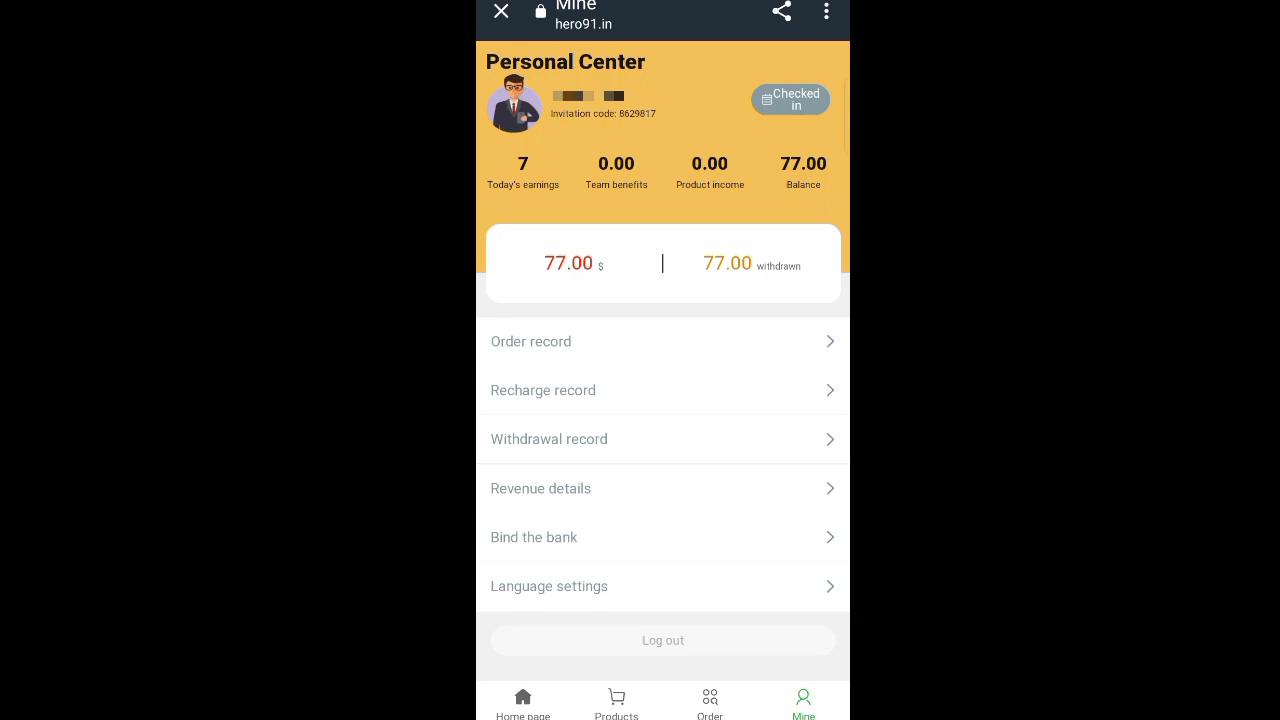 Mine
hero91.in
Personal Center
Invitation code: 8629817
Checked
in
7 0.00 0.00 77.00
Today's earnings Team benefits Product income Balance
77.00 $ | 77.00 withdrawn
Order record
Recharge record
Withdrawal record
Revenue details
Bind the bank
Language settings
Log out
Home page Products Order Mine